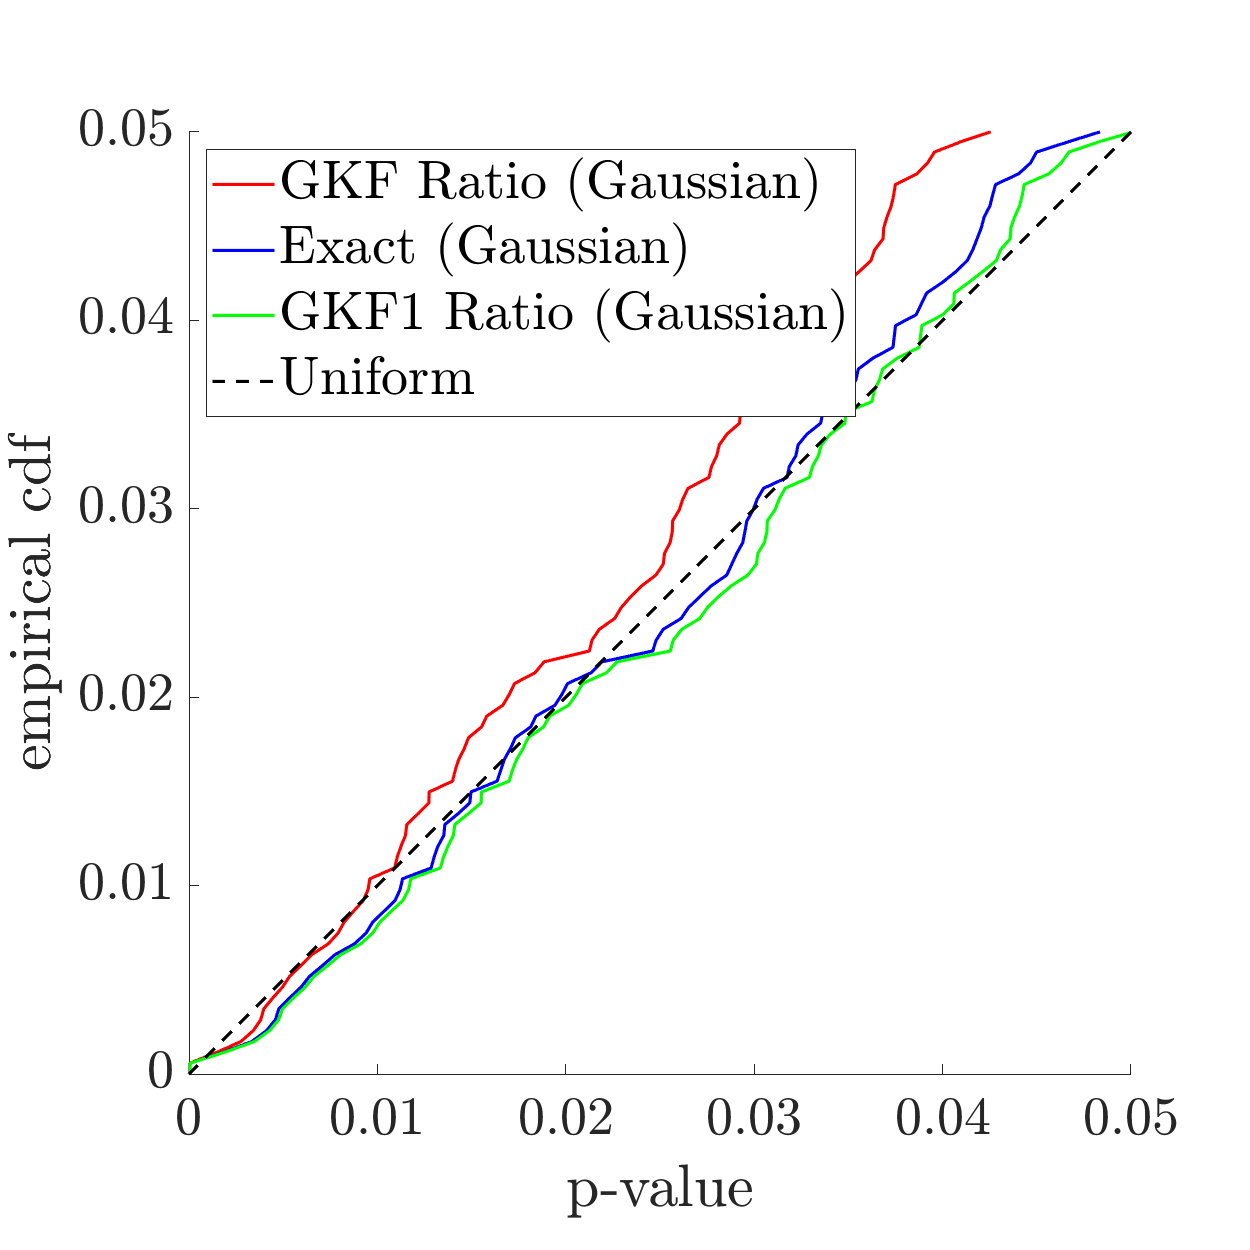 0.05
0.04
0.03
0.02
0.01
0
empirical cdf
GKF Ratio (Gaussian)
Exact (Gaussian)
GKF1 Ratio (Gaussian)
Uniform
0 0.01 0.02 0.03 0.04 0.05
p-value